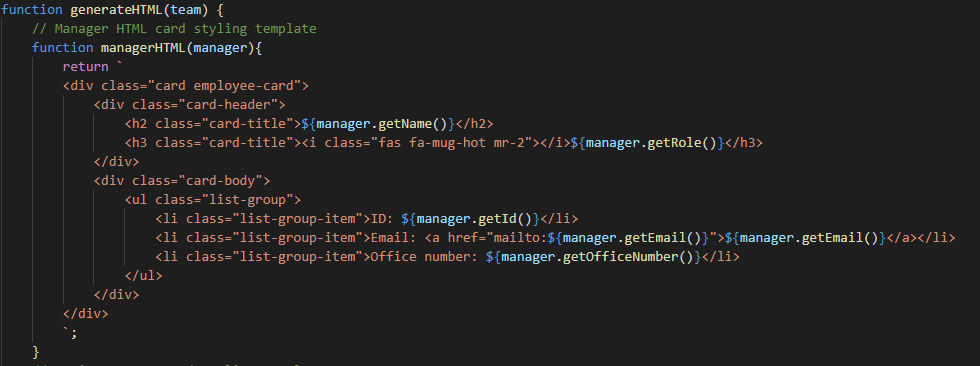 function generateHTML(team) {
    // Manager HTML card styling template
    function managerHTML(manager){
        return `
        <div class="card employee-card">
            <div class="card-header">
                <h2 class="card-title">${manager.getName()}</h2>
                <h3 class="card-title"><i class="fas fa-mug-hot mr-2"></i>${manager.getRole()}</h3>
            </div>
            <div class="card-body">
                <ul class="list-group">
                    <li class="list-group-item">ID: ${manager.getId()}</li>
                    <li class="list-group-item">Email: <a href="mailto:${manager.getEmail()}">${manager.getEmail()}</a></li>
                    <li class="list-group-item">Office number: ${manager.getOfficeNumber()}</li>
                </ul>
            </div>
        </div>
        `;
    }